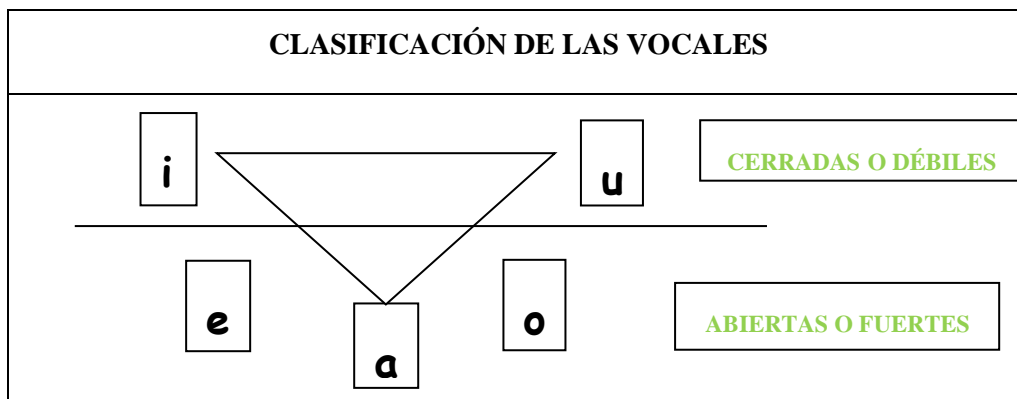 CLASIFICACIÓN DE LAS VOCALES
i
u
CERRADAS O DÉBILES
e
a
o
ABIERTAS O FUERTES